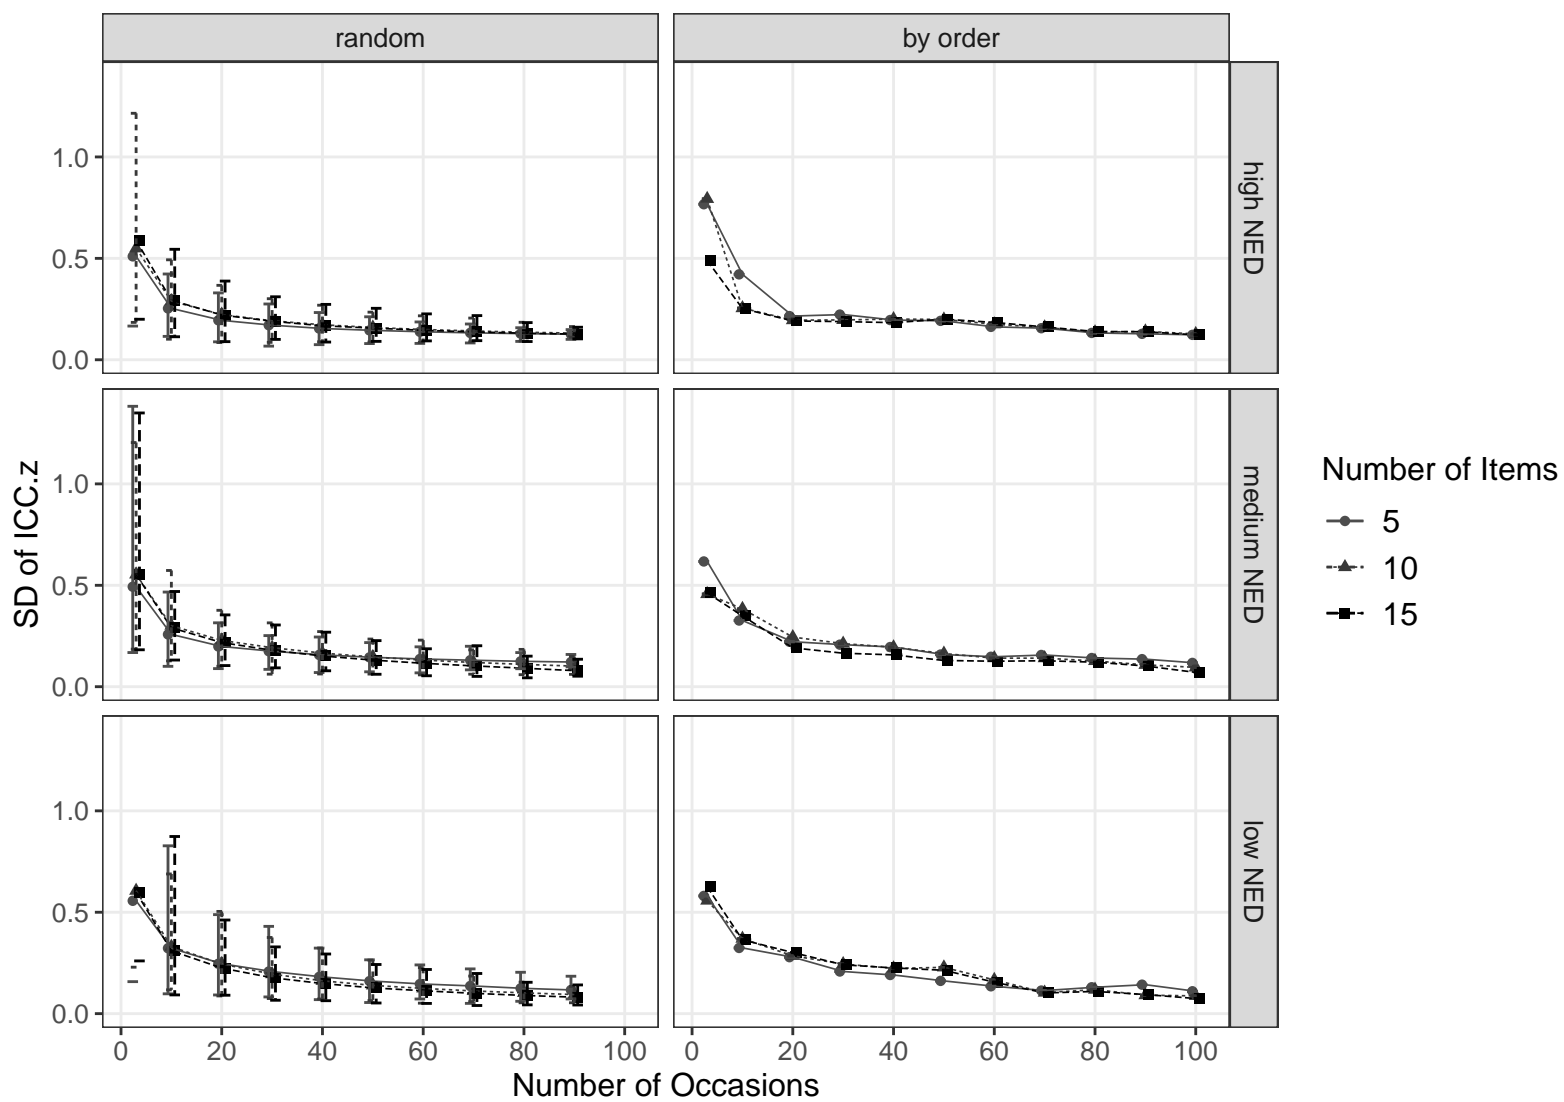 random
by order
1.0
0.5
0.0
high NED
1.0
0.5
0.0
medium NED
1.0
0.5
0.0
low NED
SD of ICC.z
0 20 40 60 80 100
0 20 40 60 80 100
Number of Occasions
Number of Items
5
10
15